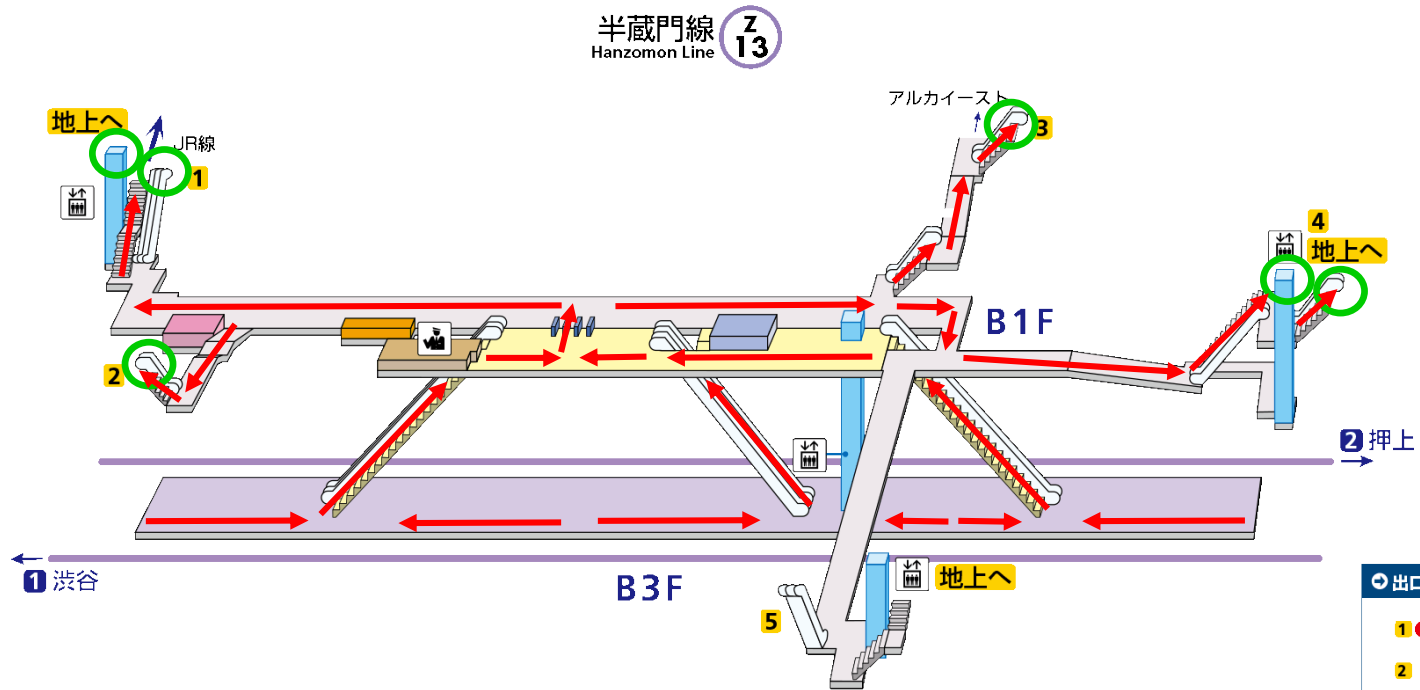 半蔵門線
Hanzomon Line
Z
13
アルカイースト
3
地上へ
JR線
1
4
地上へ
B1F
2
2 押上
1 渋谷
B3F
地上へ
5
出口
1
2